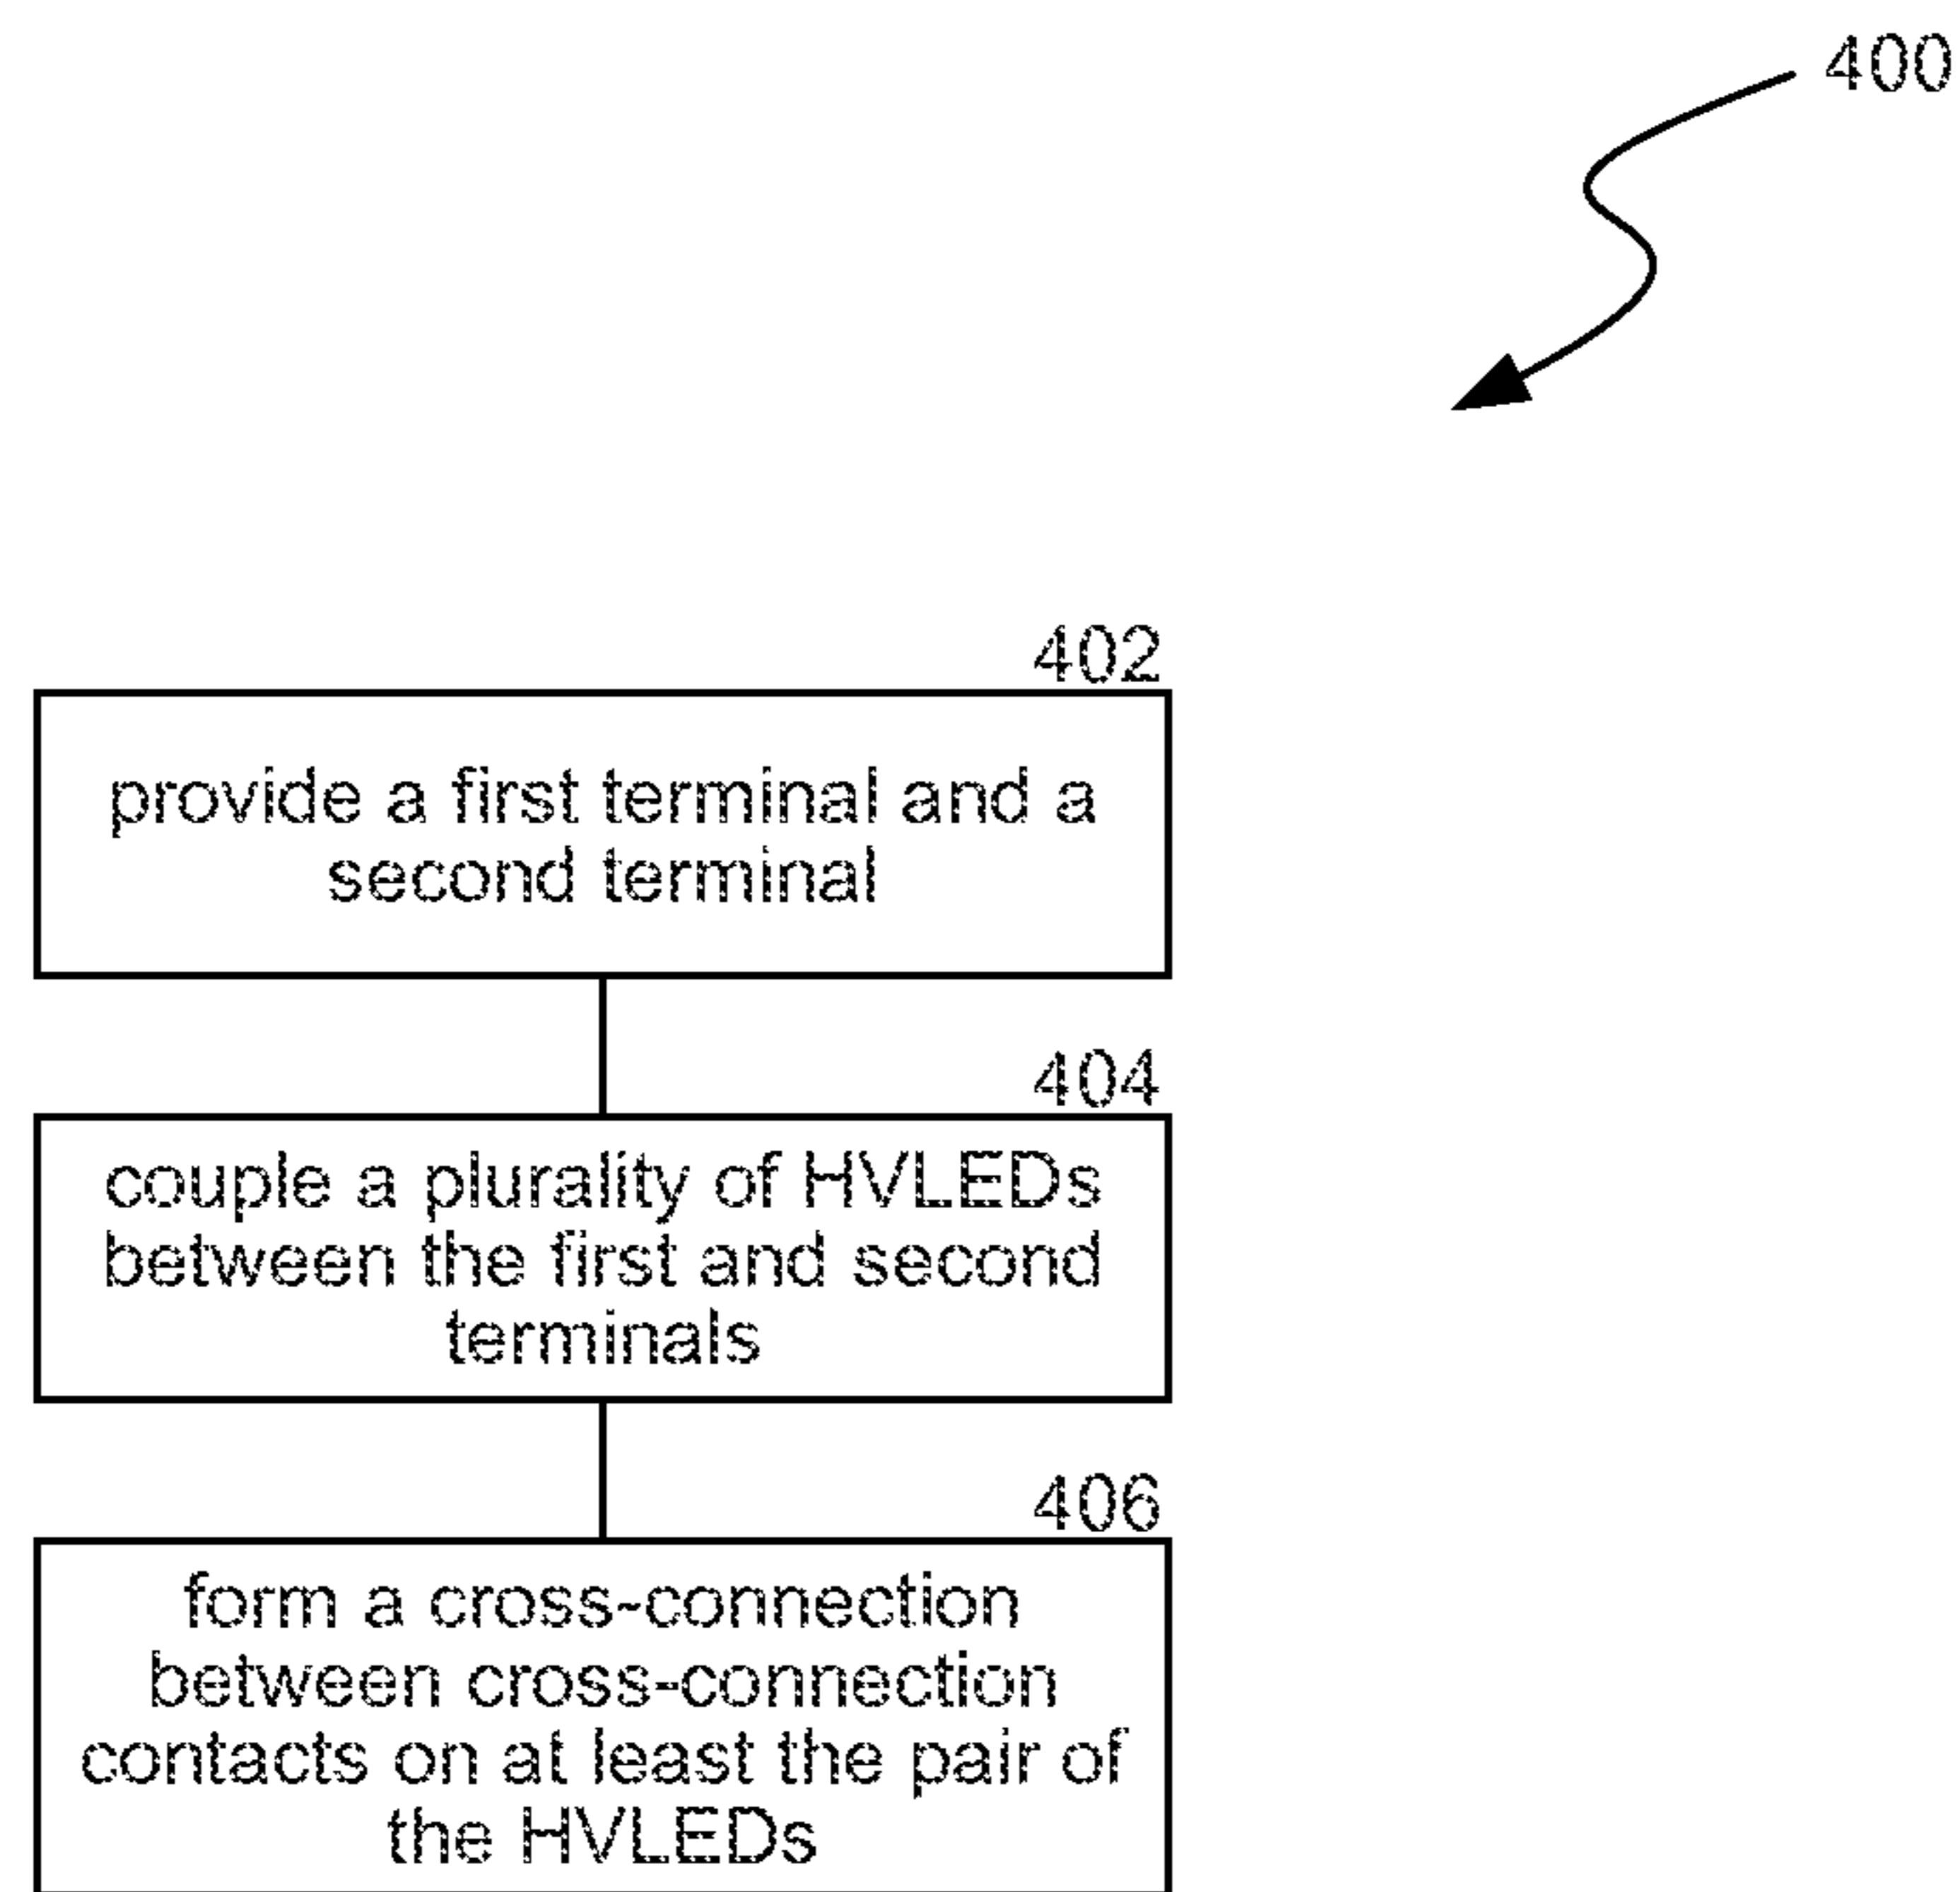 400
402
provide a first terminal and a
second terminal
404
couple a plurality of HVLEDs
between the first and second
terminals
406
form a cross-connection
between cross-connection
contacts on at least the pair of
the HVLEDs